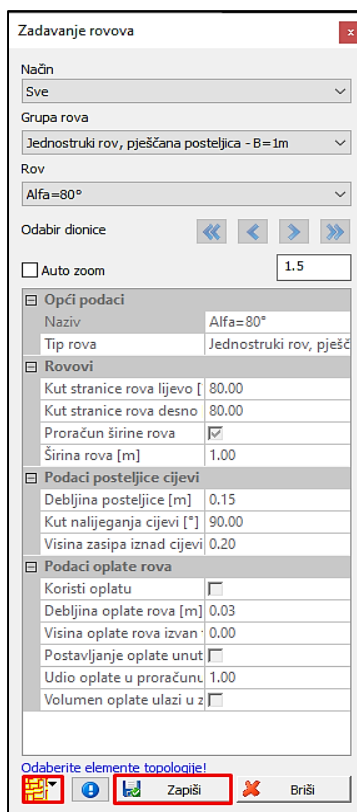 Zadavanje rovova
x
Način
Sve
Grupa rova
Jednostruki rov, pješčana posteljica - B=1m
Rov
Alfa=80°
Odabir dionice
Auto zoom 1.5
Opći podaci
Naziv Alfa=80°
Tip rova Jednostruki rov, pješč
Rovovi
Kut stranice rova lijevo [ 80.00
Kut stranice rova desno 80.00
Proračun širine rova
Širina rova [m] 1.00
Podaci posteljice cijevi
Debljina posteljice [m] 0.15
Kut nalijeganja cijevi [°] 90.00
Visina zasipa iznad cijevi 0.20
Podaci oplate rova
Koristi oplatu
Debljina oplate rova [m] 0.03
Visina oplate rova izvan 0.00
Postavljanje oplate unut
Udio oplate u proračunu 1.00
Volumen oplate ulazi u z
Odaberite elemente topologije!
Zapiši Briši